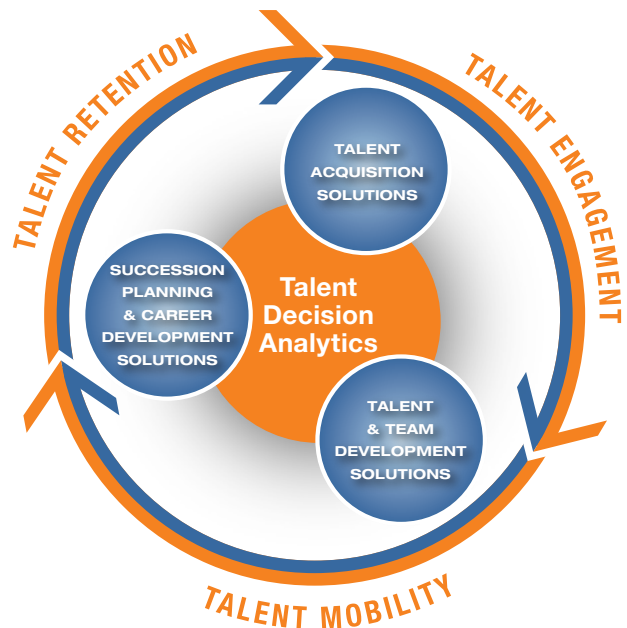 TALENT RETENTION
TALENT ENGAGEMENT
TALENT
ACQUISITION
SOLUTIONS
SUCCESSION
PLANNING
& CAREER
DEVELOPMENT
SOLUTIONS
Talent
Decision
Analytics
TALENT
& TEAM
DEVELOPMENT
SOLUTIONS
TALENT MOBILITY